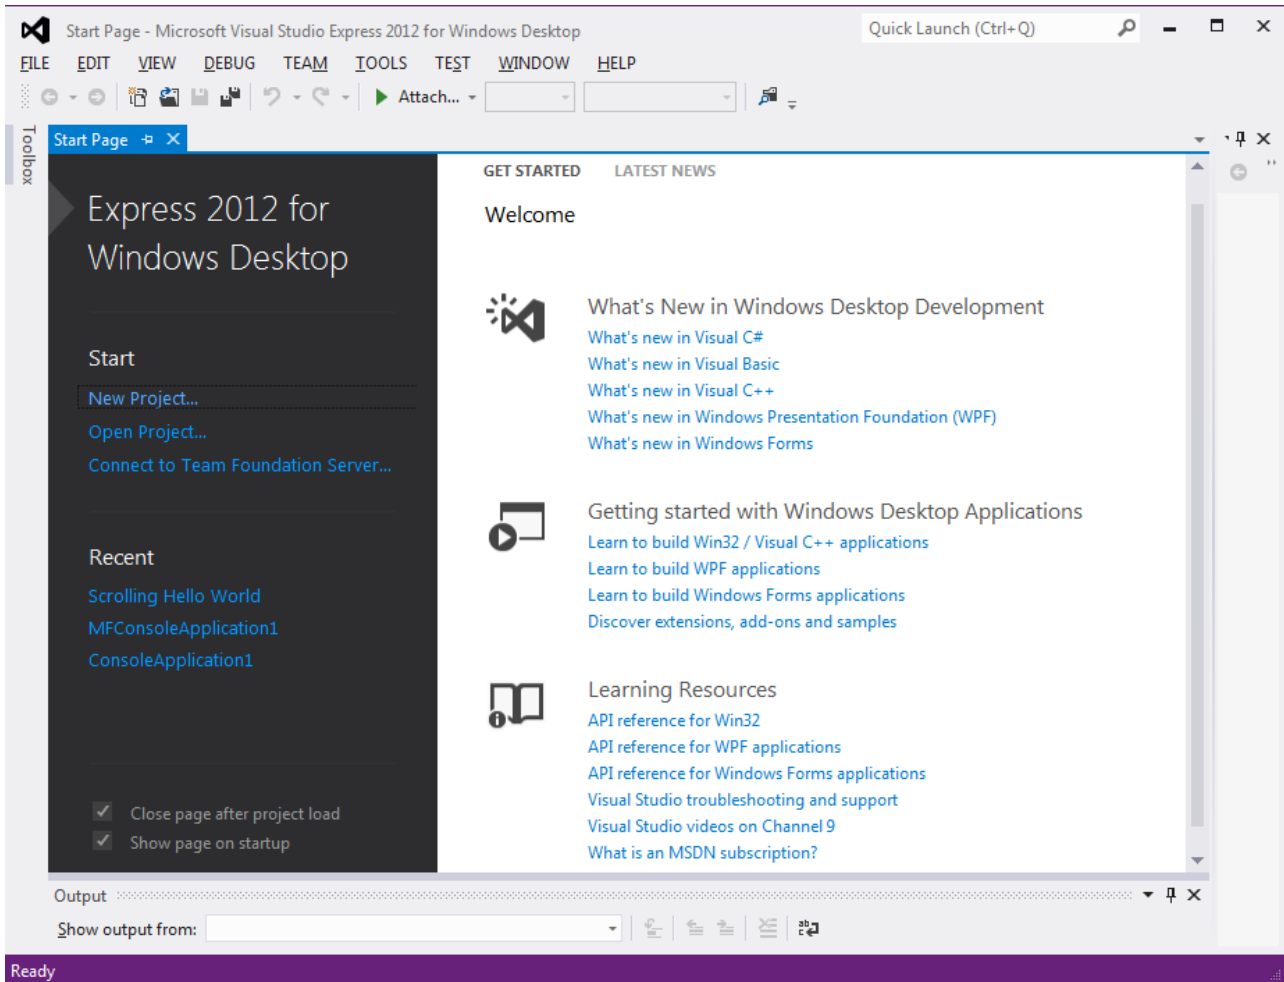 Start Page - Microsoft Visual Studio Express 2012 for Windows Desktop
Quick Launch (Ctrl+Q)
FILE EDIT VIEW DEBUG TEAM TOOLS TEST WINDOW HELP
Attach...
Toolbox
Start Page
Express 2012 for
Windows Desktop
Start
New Project...
Open Project...
Connect to Team Foundation Server...
Recent
Scrolling Hello World
MFConsoleApplication1
ConsoleApplication1
Close page after project load
Show page on startup
GET STARTED LATEST NEWS
Welcome
What's New in Windows Desktop Development
What's new in Visual C#
What's new in Visual Basic
What's new in Visual C++
What's new in Windows Presentation Foundation (WPF)
What's new in Windows Forms
Getting started with Windows Desktop Applications
Learn to build Win32 / Visual C++ applications
Learn to build WPF applications
Learn to build Windows Forms applications
Discover extensions, add-ons and samples
Learning Resources
API reference for Win32
API reference for WPF applications
API reference for Windows Forms applications
Visual Studio troubleshooting and support
Visual Studio videos on Channel 9
What is an MSDN subscription?
Output
Show output from:
Ready